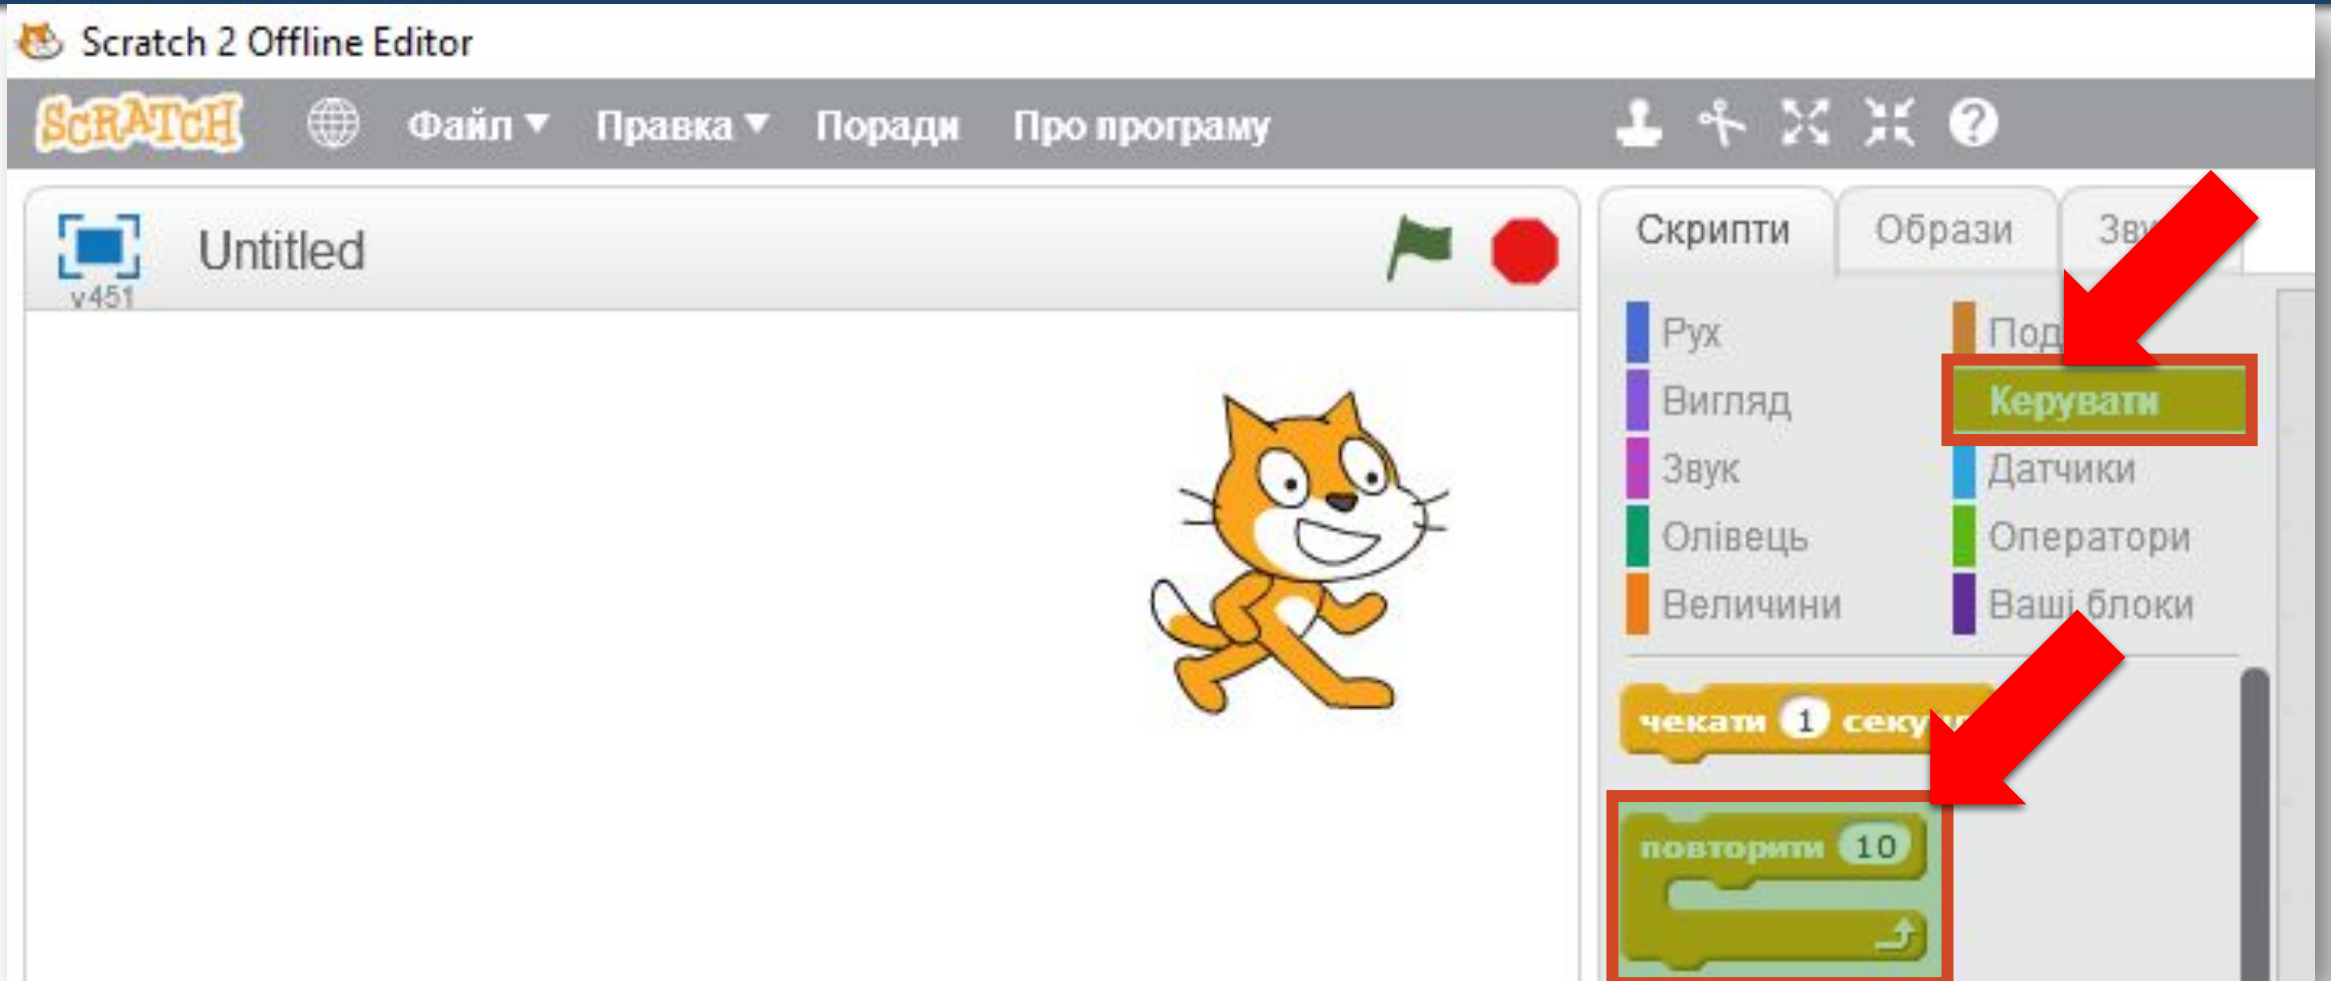 Scratch 2 Offline Editor
SCRATCH Файл Правка Поради Про програму
Untitled
v451
Скрипти Образи
Рух
Вигляд Керувати
Звук Датчики
Олівець Оператори
Величини Ваші блоки
чекати 1
повторити 10